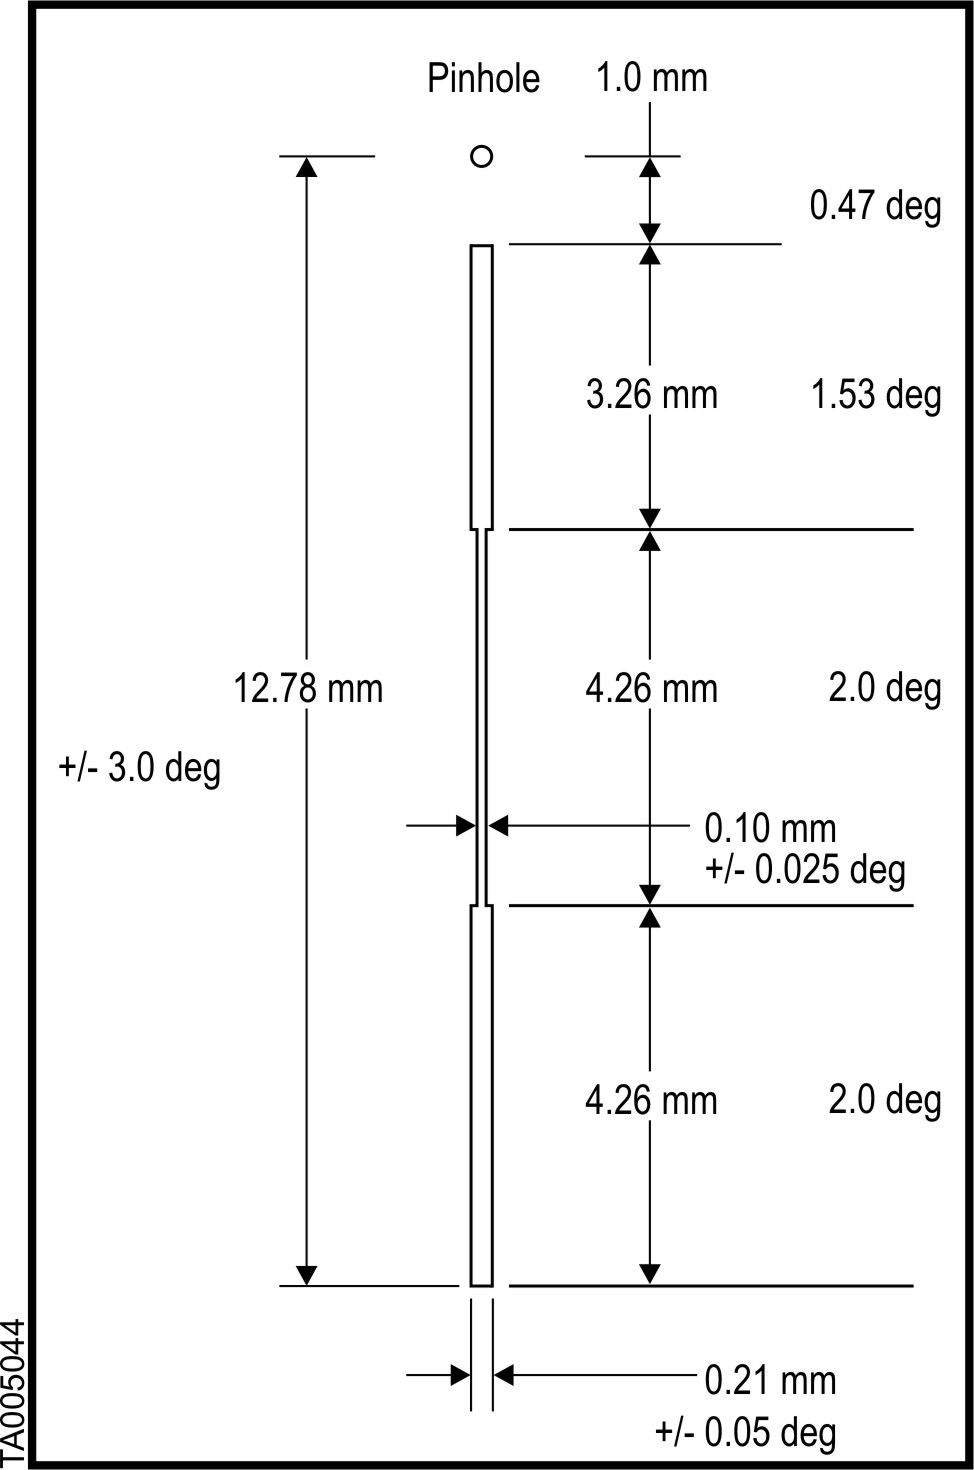 Pinhole 1.0 mm
0.47 deg
3.26 mm 1.53 deg
12.78 mm 4.26 mm 2.0 deg
+/- 3.0 deg
0.10 mm
+/- 0.025 deg
4.26 mm 2.0 deg
0.21 mm
+/- 0.05 deg
TA005044